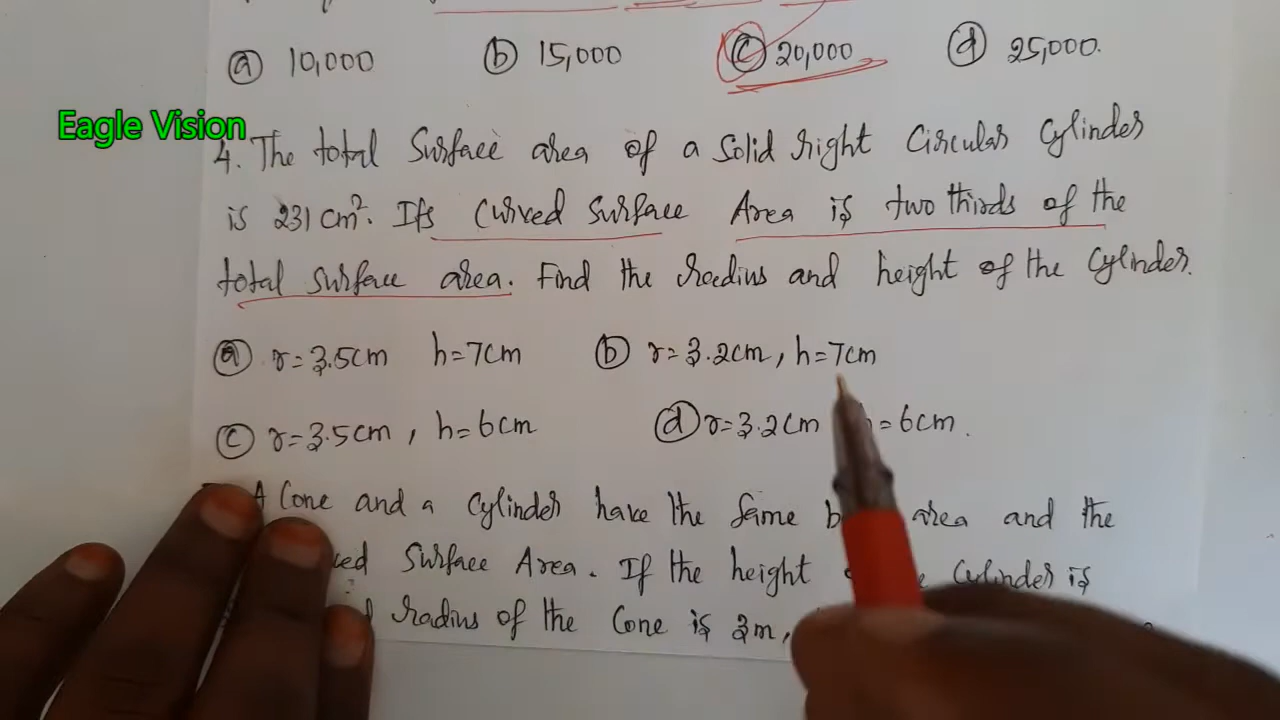 ⓐ 10,000 ⓑ 15,000 ⓒ 20,000 ⓓ 25,000.
Eagle Vision
4. The total Surface area of a Solid right Circular Cylinder
is 231 cm². Its Curved Surface Area is two thirds of the
total surface area. Find the radius and height of the cylinder.
ⓐ r=3.5cm h=7cm ⓑ r=3.2cm, h=7cm
ⓒ r=3.5cm, h=6cm ⓓ r=3.2cm =6cm.
A Cone and a Cylinder have the Same area and the
Surface Area. If the height Cylinder is
radius of the Cone is 3m,